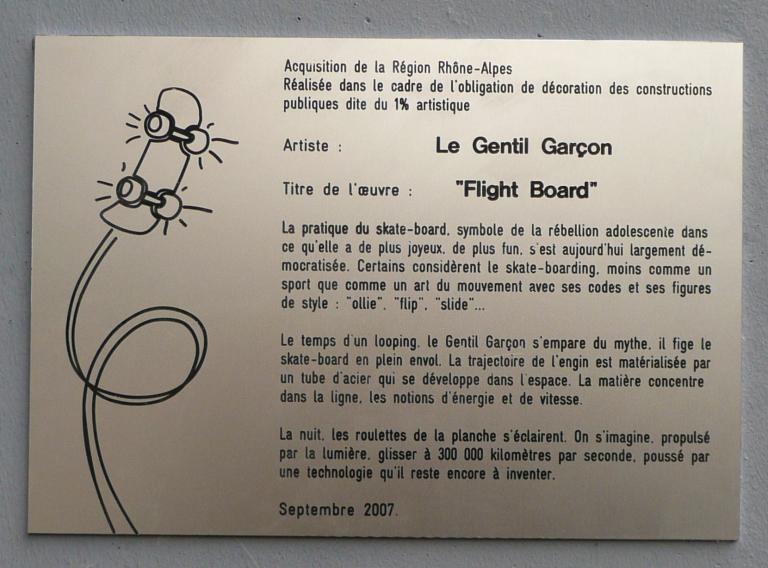 Acquisition de la Région Rhône-Alpes
Réalisée dans le cadre de l'obligation de décoration des constructions
publiques dite du 1% artistique
Artiste : Le Gentil Garçon
Titre de l'œuvre : "Flight Board"
La pratique du skate-board, symbole de la rébellion adolescente dans
ce qu'elle a de plus joyeux, de plus fun, s'est aujourd'hui largement dé-
mocratisée. Certains considèrent le skate-boarding, moins comme un
sport que comme un art du mouvement avec ses codes et ses figures
de style : "ollie", "flip", "slide"...
Le temps d'un looping, le Gentil Garçon s'empare du mythe, il fige le
skate-board en plein envol. La trajectoire de l'engin est matérialisée par
un tube d'acier qui se développe dans l'espace. La matière concentre
dans la ligne, les notions d'énergie et de vitesse.
La nuit, les roulettes de la planche s'éclairent. On s'imagine, propulsé
par la lumière, glisser à 300 000 kilomètres par seconde, poussé par
une technologie qu'il reste encore à inventer.
Septembre 2007.